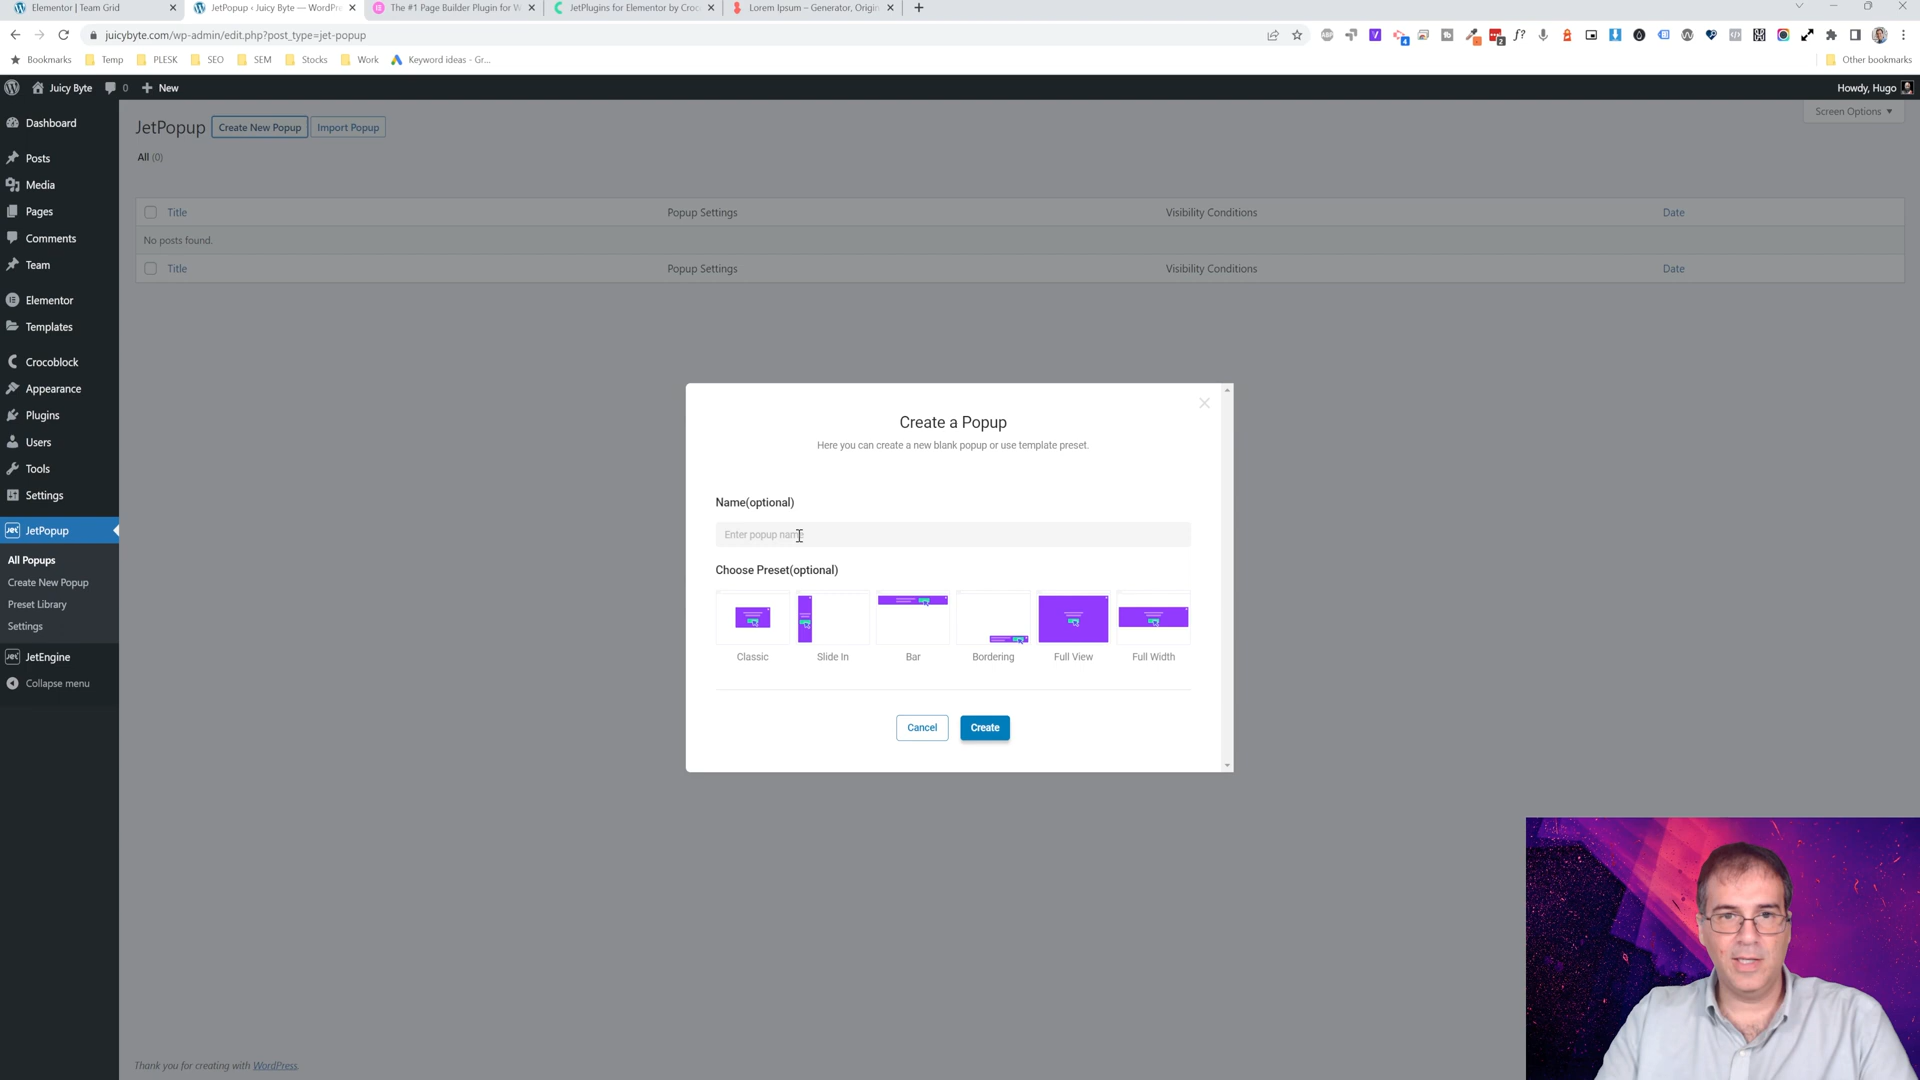 Elementor | Team Grid
JetPopup ‹ Juicy Byte — WordPre
The #1 Page Builder Plugin for W
JetPlugins for Elementor by Croc
Lorem Ipsum – Generator, Origin
juicybyte.com/wp-admin/edit.php?post_type=jet-popup
Bookmarks
Temp
PLESK
SEO
SEM
Stocks
Work
Keyword ideas - Gr...
Other bookmarks
Juicy Byte
0
New
Howdy, Hugo
Dashboard
Posts
Media
Pages
Comments
Team
Elementor
Templates
Crocoblock
Appearance
Plugins
Users
Tools
Settings
JetPopup
All Popups
Create New Popup
Preset Library
Settings
JetEngine
Collapse menu
JetPopup
Create New Popup
Import Popup
Screen Options
All (0)
Title Popup Settings Visibility Conditions Date
No posts found.
Title Popup Settings Visibility Conditions Date
Create a Popup
Here you can create a new blank popup or use template preset.
Name(optional)
Enter popup name
Choose Preset(optional)
Classic Slide In Bar Bordering Full View Full Width
Cancel Create
Thank you for creating with WordPress.